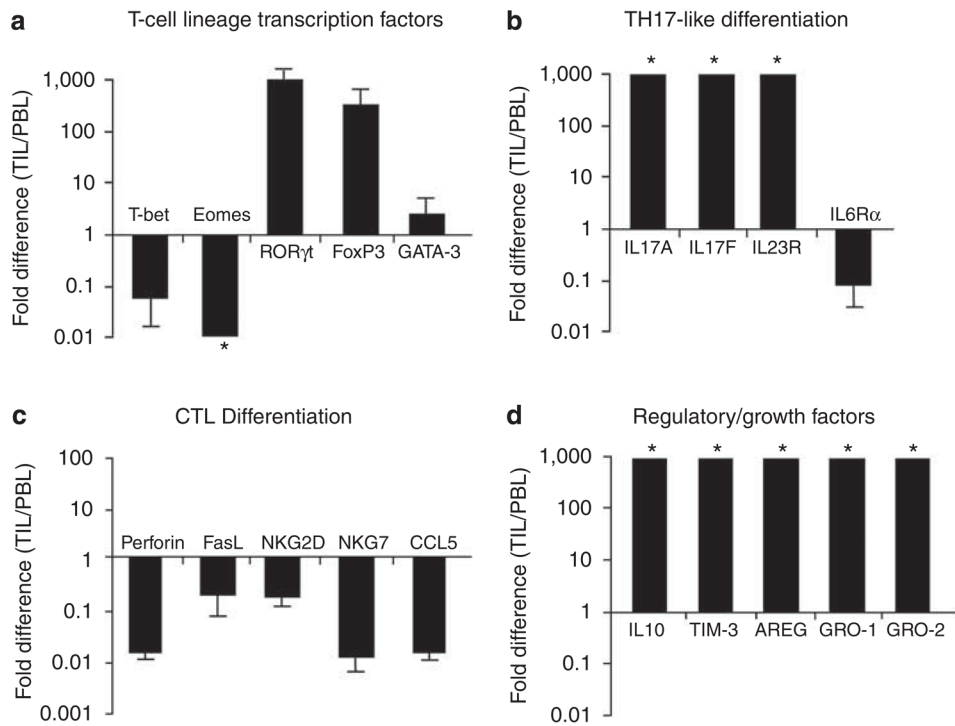 a T-cell lineage transcription factors
Fold difference (TIL/PBL)
1,000
100
10
1
0.1
0.01
T-bet Eomes
RORγt FoxP3 GATA-3
*
b TH17-like differentiation
Fold difference (TIL/PBL)
1,000
100
10
1
0.1
0.01
* * *
IL17A IL17F IL23R
IL6Rα
c CTL Differentiation
Fold difference (TIL/PBL)
100
10
1
0.1
0.01
0.001
Perforin FasL NKG2D NKG7 CCL5
d Regulatory/growth factors
Fold difference (TIL/PBL)
1,000
100
10
1
0.1
0.01
* * * * *
IL10 TIM-3 AREG GRO-1 GRO-2